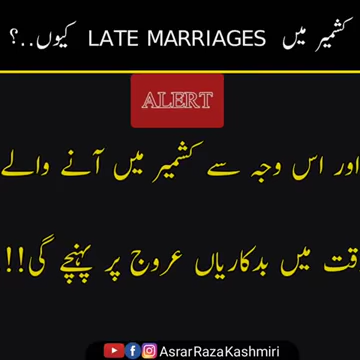 کشمیر میں LATE MARRIAGES کیوں..؟
ALERT
اور اس وجہ سے کشمیر میں آنے والے
قت میں بدکاریاں عروج پر پہنچے گی!!
AsrarRazaKashmiri